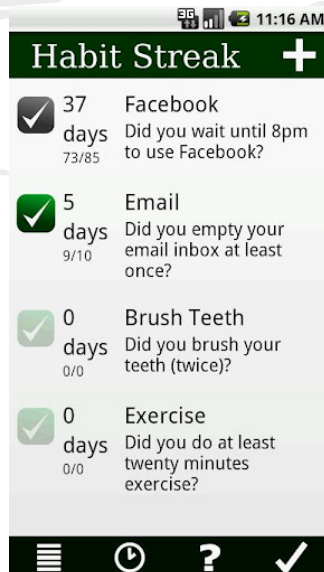 3G 11:16 AM
Habit Streak
37 days
73/85
Facebook
Did you wait until 8pm
to use Facebook?
5 days
9/10
Email
Did you empty your
email inbox at least
once?
0 days
0/0
Brush Teeth
Did you brush your
teeth (twice)?
0 days
0/0
Exercise
Did you do at least
twenty minutes
exercise?
?